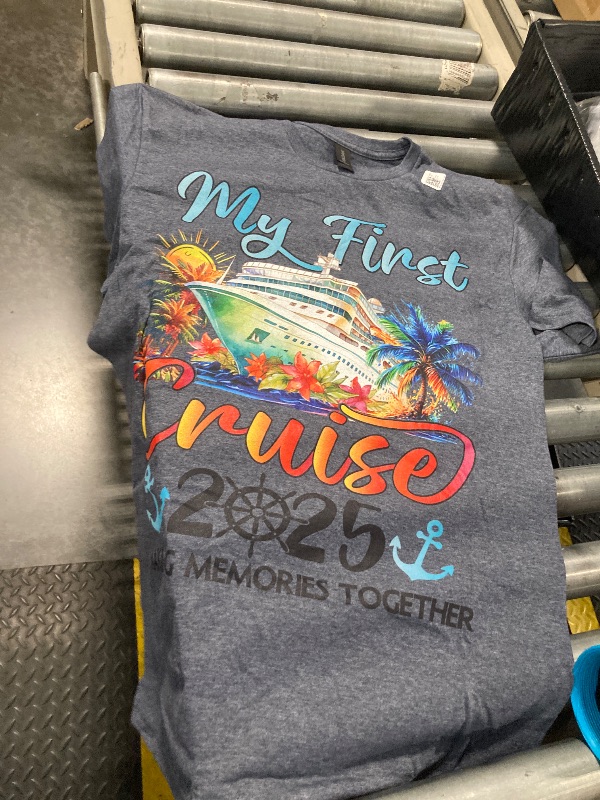 My First
Cruise
2025
MEMORIES TOGETHER